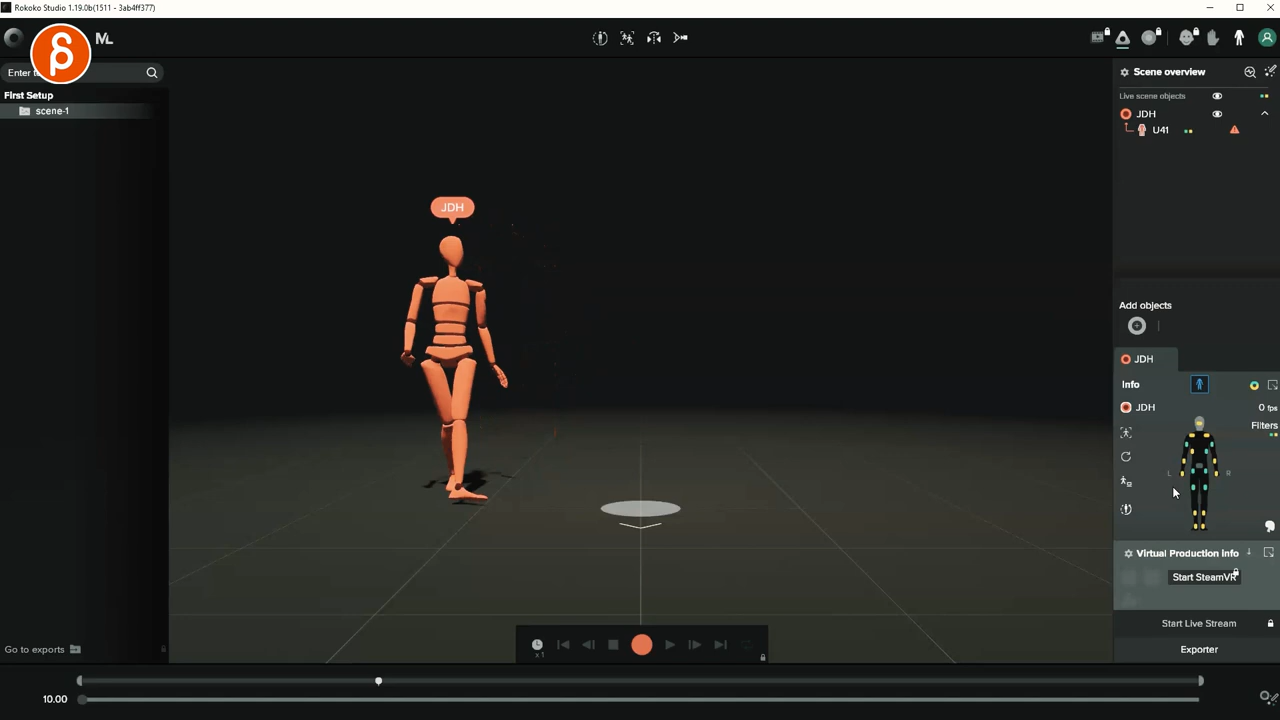 Rokoko Studio 1.19.0b(1511 - 3ab4ff377)
ML
Enter t
First Setup
scene-1
Go to exports
JDH
x1
10.00
Scene overview
Live scene objects
JDH
U41
Add objects
JDH
Info
JDH
0 fps
Filters
L
R
Virtual Production Info
Start SteamVR
Start Live Stream
Exporter